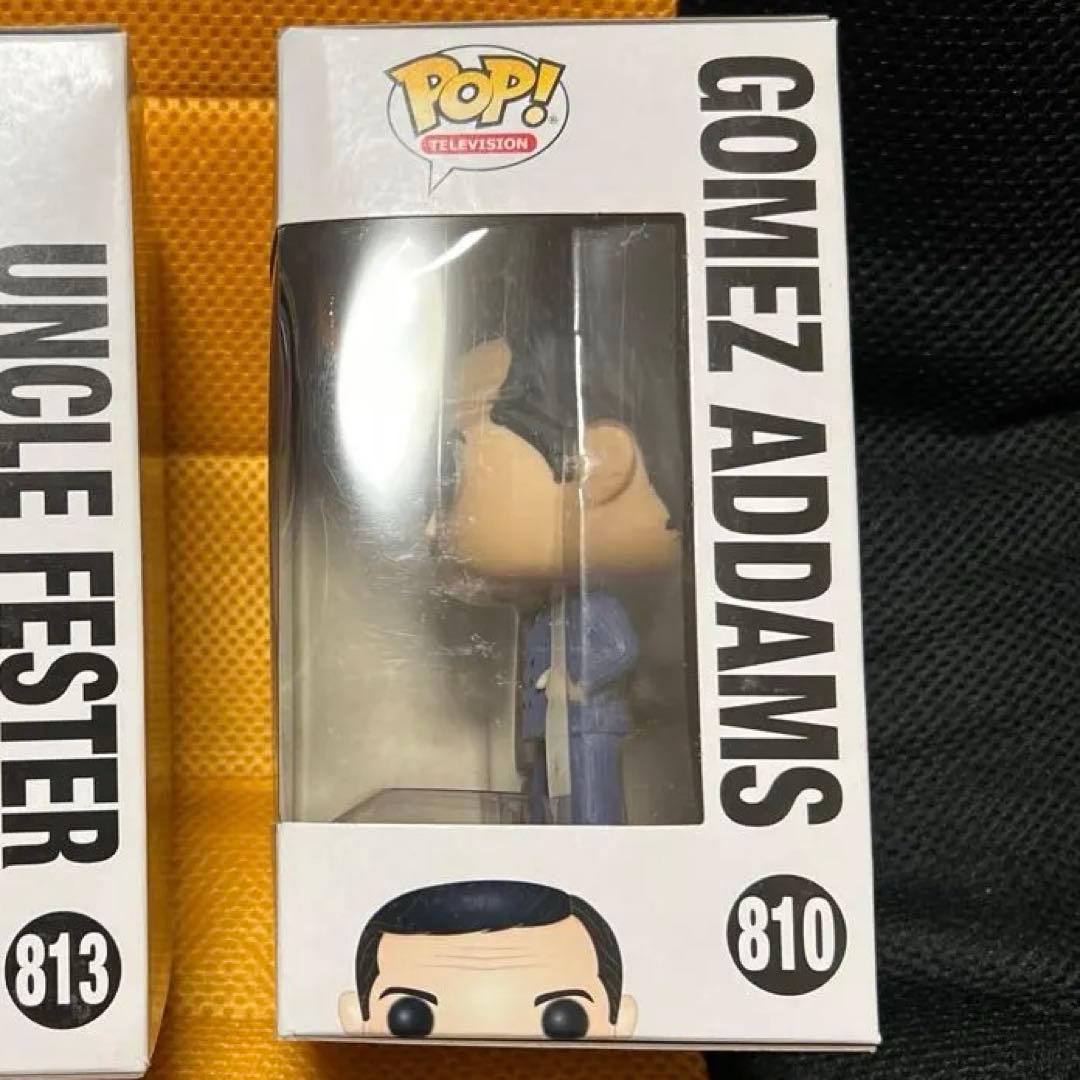 UNCLE FESTER
813
POP!
TELEVISION
GOMEZ ADDAMS
810